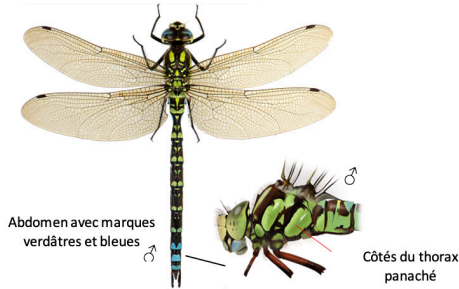 Abdomen avec marques
verdâtres et bleues
♂
♂
Côtés du thorax
panaché